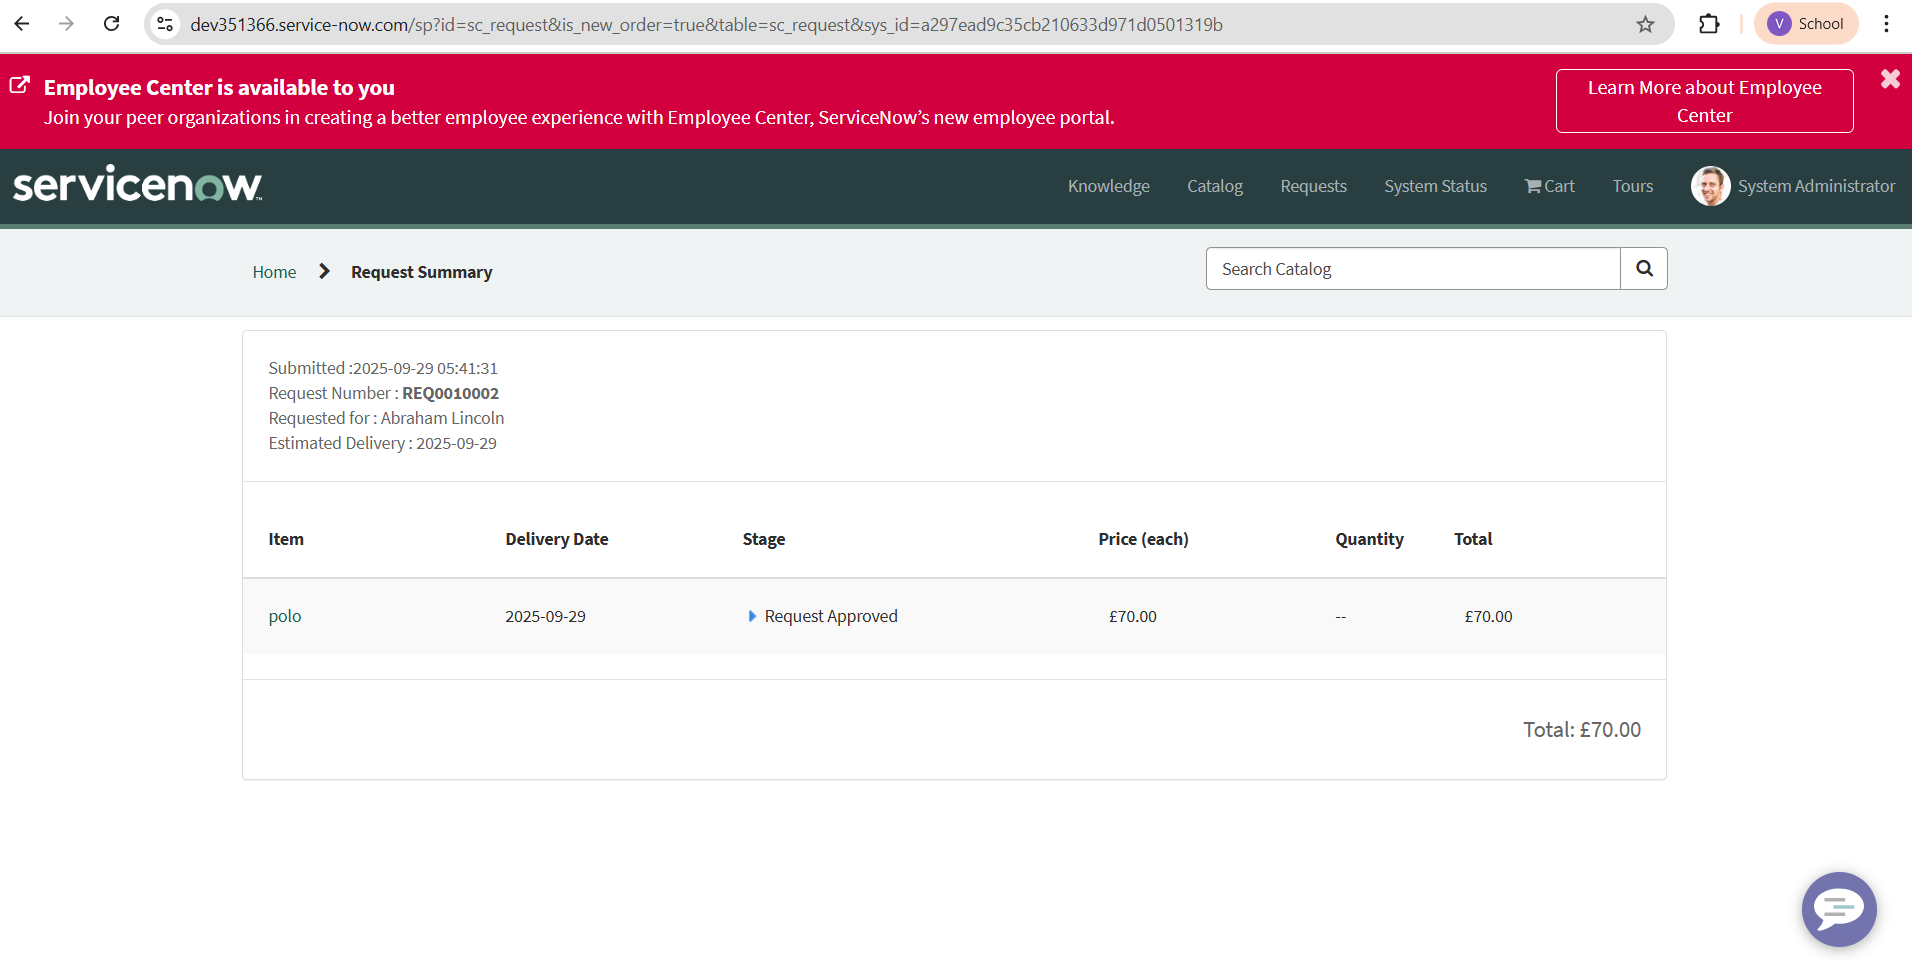 dev351366.service-now.com/sp?id=sc_request&is_new_order=true&table=sc_request&sys_id=a297ead9c35cb210633d971d0501319b
V School
Employee Center is available to you
Join your peer organizations in creating a better employee experience with Employee Center, ServiceNow's new employee portal.
Learn More about Employee
Center
servicenow™
Knowledge Catalog Requests System Status Cart Tours System Administrator
Home Request Summary
Search Catalog
Submitted :2025-09-29 05:41:31
Request Number : REQ0010002
Requested for : Abraham Lincoln
Estimated Delivery : 2025-09-29
Item Delivery Date Stage Price (each) Quantity Total
polo 2025-09-29 Request Approved £70.00 -- £70.00
Total: £70.00